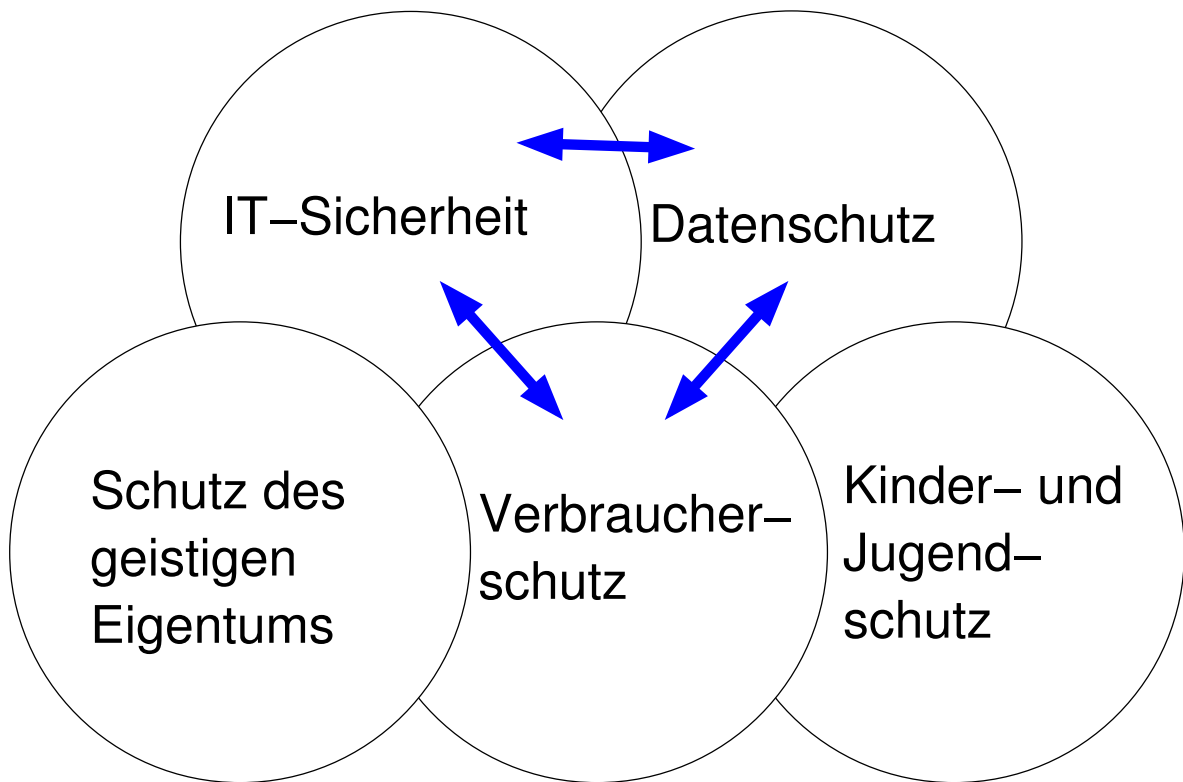 IT–Sicherheit
Datenschutz
Schutz des
geistigen
Eigentums
Verbraucher–
schutz
Kinder– und
Jugend–
schutz